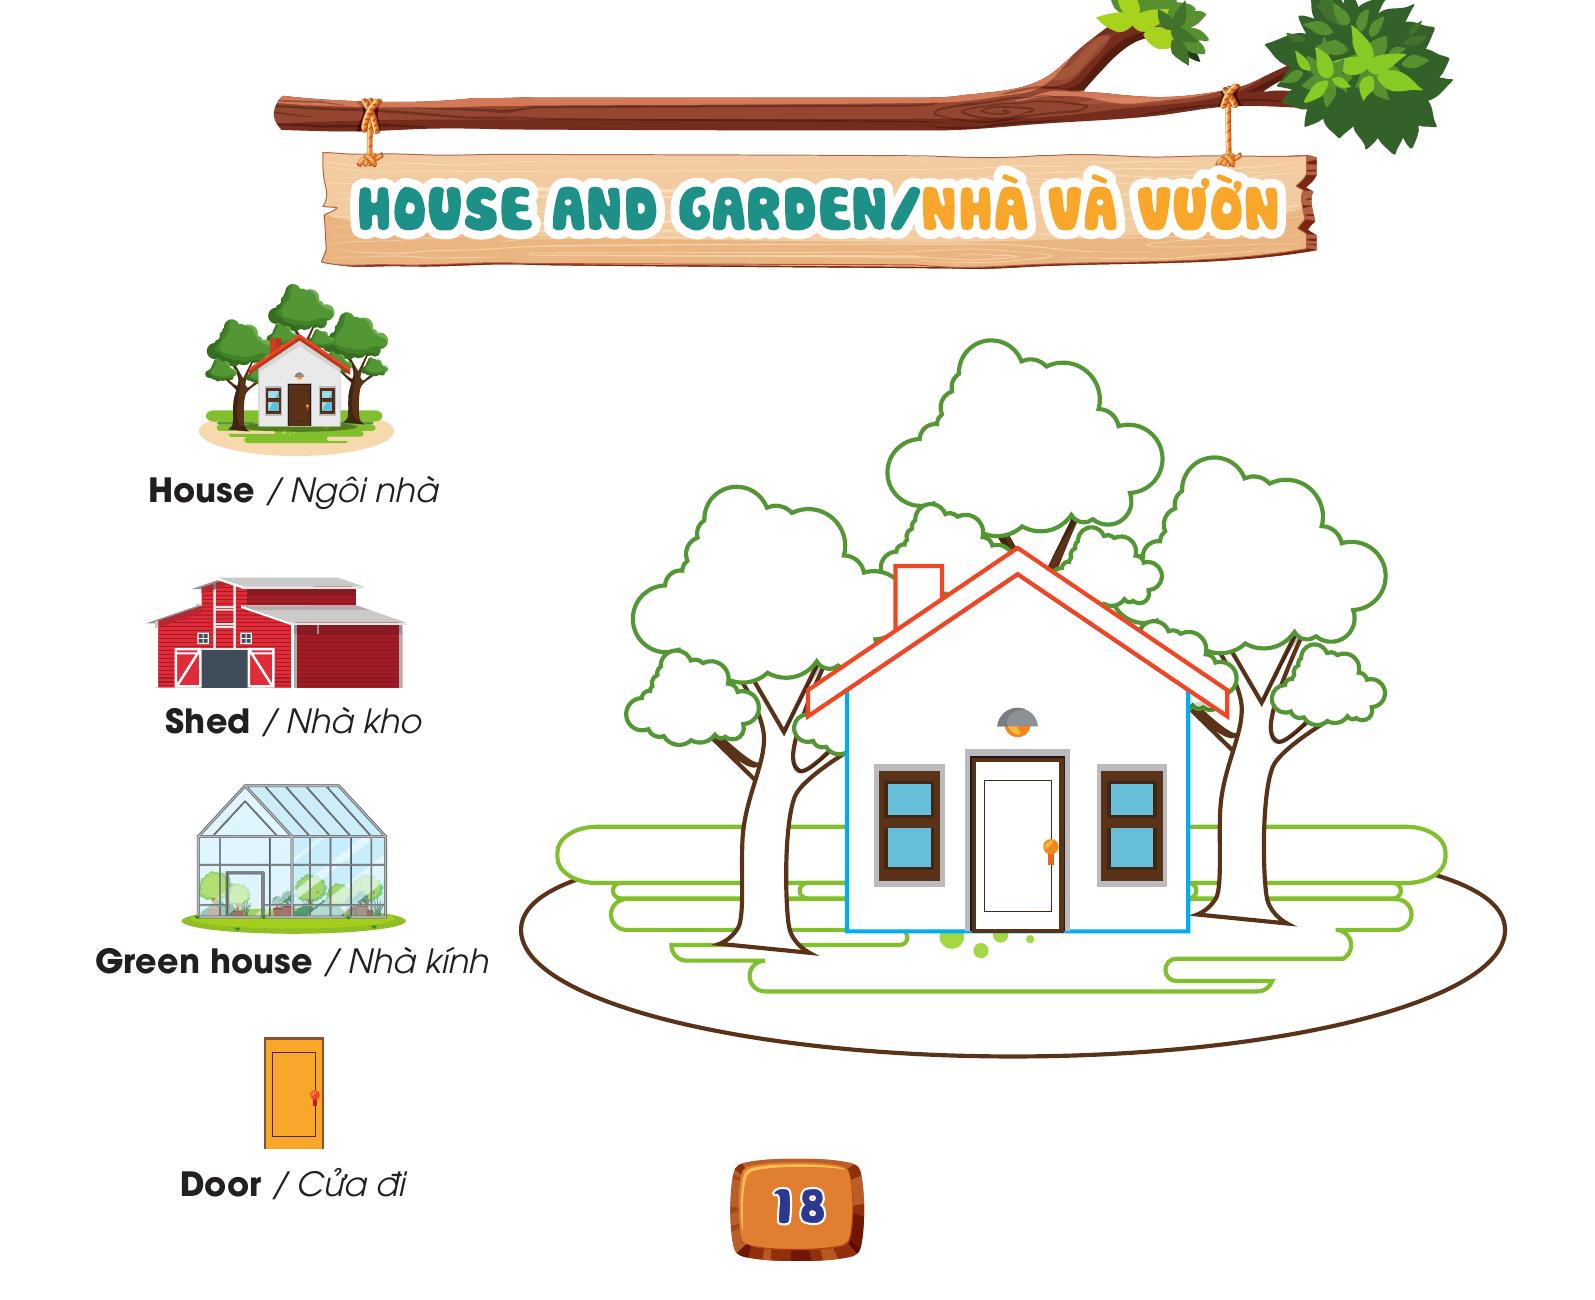 HOUSE AND GARDEN/NHÀ VÀ VƯỜN
House / Ngôi nhà
Shed / Nhà kho
Green house / Nhà kính
Door / Cửa đi
18